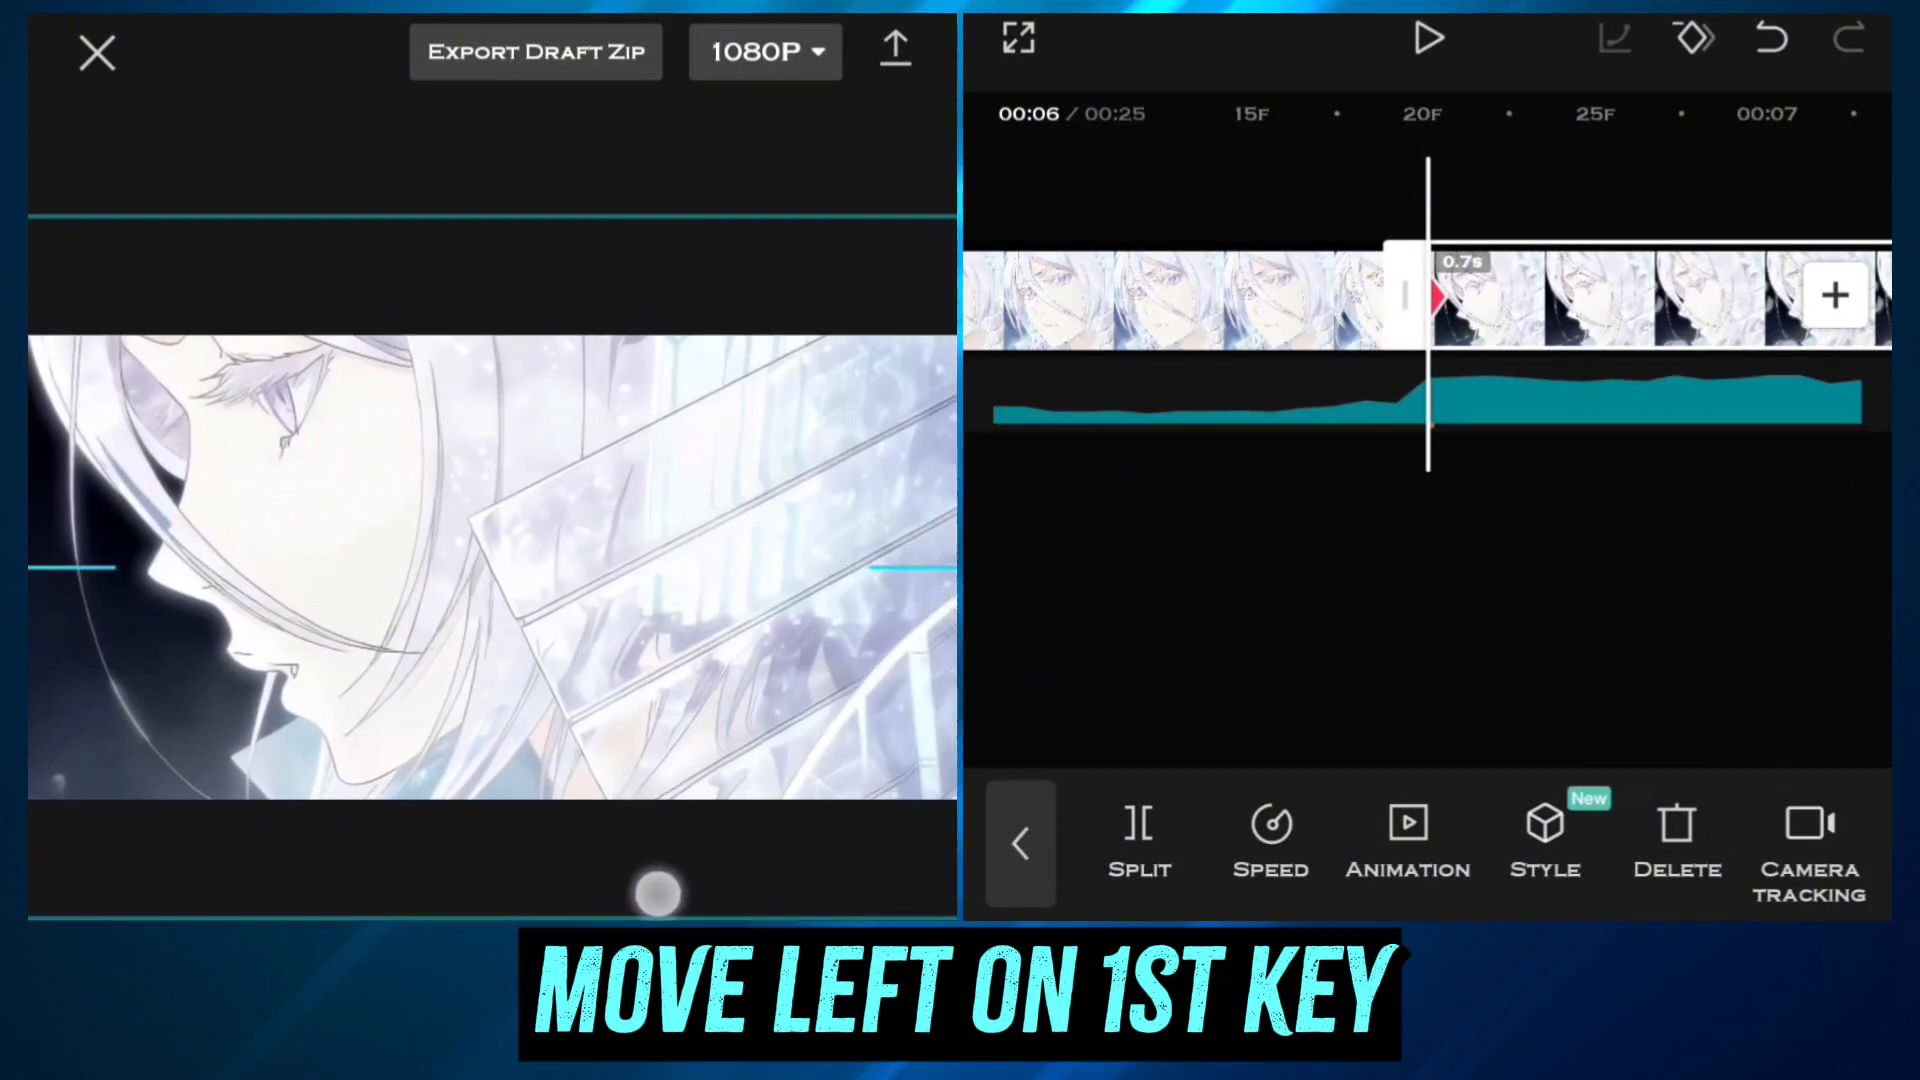 EXPORT DRAFT ZIP
1080P
00:06 / 00:25
15F
20F
25F
00:07
0.7s
New
SPLIT
SPEED
ANIMATION
STYLE
DELETE
CAMERA
TRACKING
MOVE LEFT ON 1ST KEY